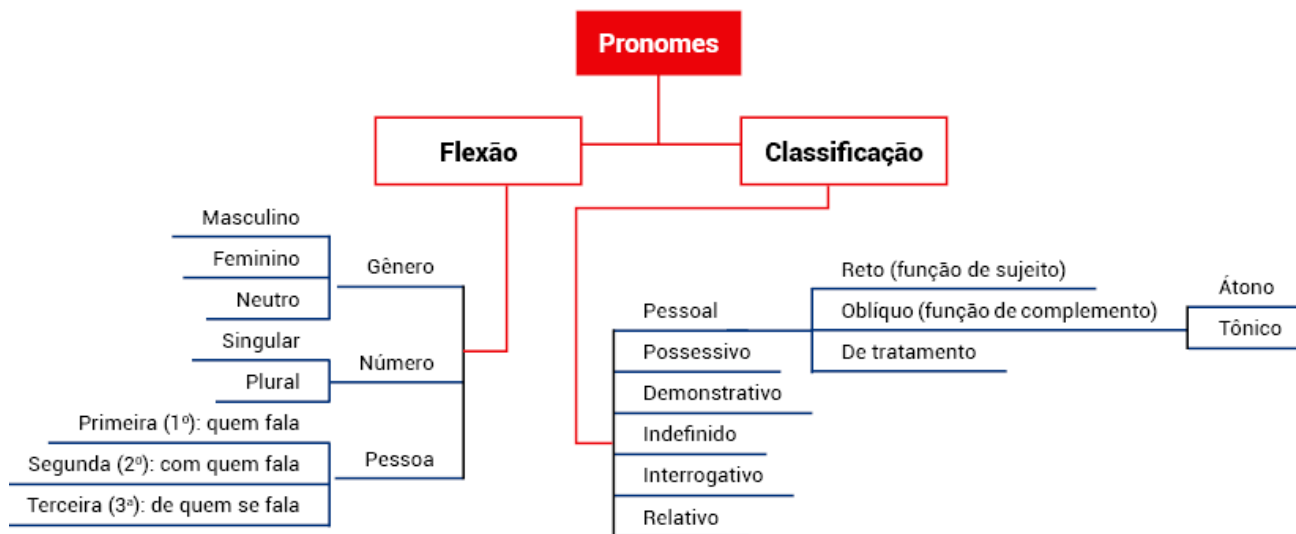 Pronomes
Flexão
Classificação
Masculino
Feminino
Neutro
Gênero
Singular
Plural
Número
Primeira (1º): quem fala
Segunda (2º): com quem fala
Terceira (3ª): de quem se fala
Pessoa
Pessoal
Possessivo
Demonstrativo
Indefinido
Interrogativo
Relativo
Reto (função de sujeito)
Oblíquo (função de complemento)
De tratamento
Átono
Tônico